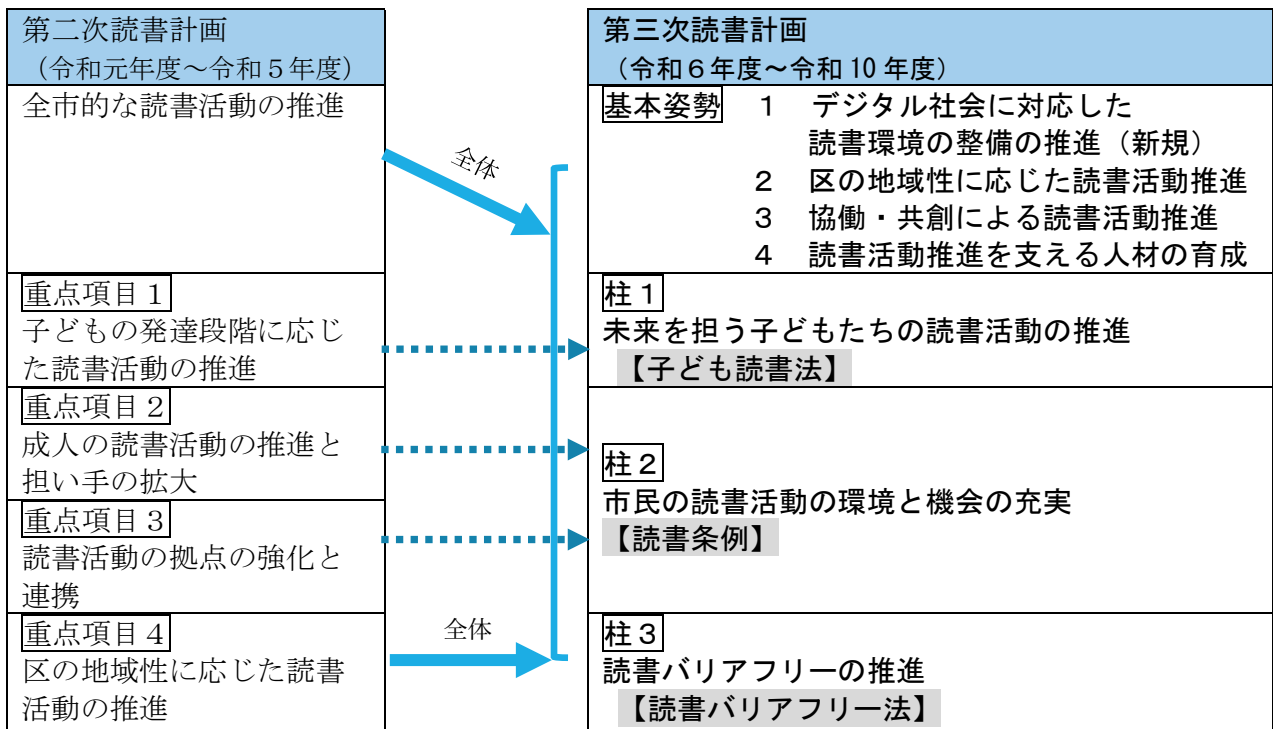 第二次読書計画
（令和元年度～令和５年度）
全市的な読書活動の推進
重点項目１
子どもの発達段階に応じ
た読書活動の推進
重点項目２
成人の読書活動の推進と
担い手の拡大
重点項目３
読書活動の拠点の強化と
連携
重点項目４
区の地域性に応じた読書
活動の推進
全体
全体
第三次読書計画
（令和６年度～令和 10 年度）
基本姿勢　１　デジタル社会に対応した
読書環境の整備の推進（新規）
２　区の地域性に応じた読書活動推進
３　協働・共創による読書活動推進
４　読書活動推進を支える人材の育成
柱１
未来を担う子どもたちの読書活動の推進
【子ども読書法】
柱２
市民の読書活動の環境と機会の充実
【読書条例】
柱３
読書バリアフリーの推進
【読書バリアフリー法】